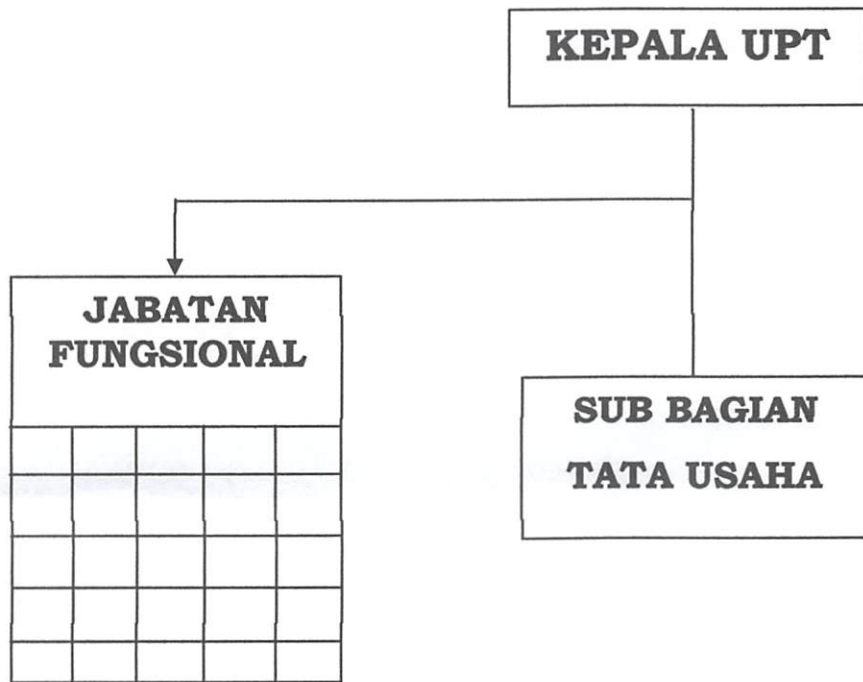 KEPALA UPT
JABATAN
FUNGSIONAL
SUB BAGIAN
TATA USAHA